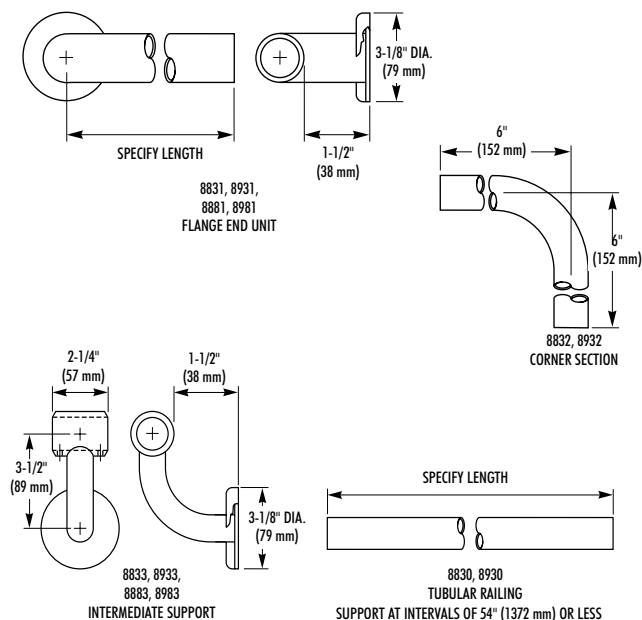 3-1/8" DIA.
(79 mm)
SPECIFY LENGTH
1-1/2"
(38 mm)
8831, 8931,
8881, 8981
FLANGE END UNIT
6"
(152 mm)
6"
(152 mm)
8832, 8932
CORNER SECTION
2-1/4"
(57 mm)
1-1/2"
(38 mm)
3-1/2"
(89 mm)
3-1/8" DIA.
(79 mm)
8833, 8933,
8883, 8983
INTERMEDIATE SUPPORT
SPECIFY LENGTH
8830, 8930
TUBULAR RAILING
SUPPORT AT INTERVALS OF 54" (1372 mm) OR LESS